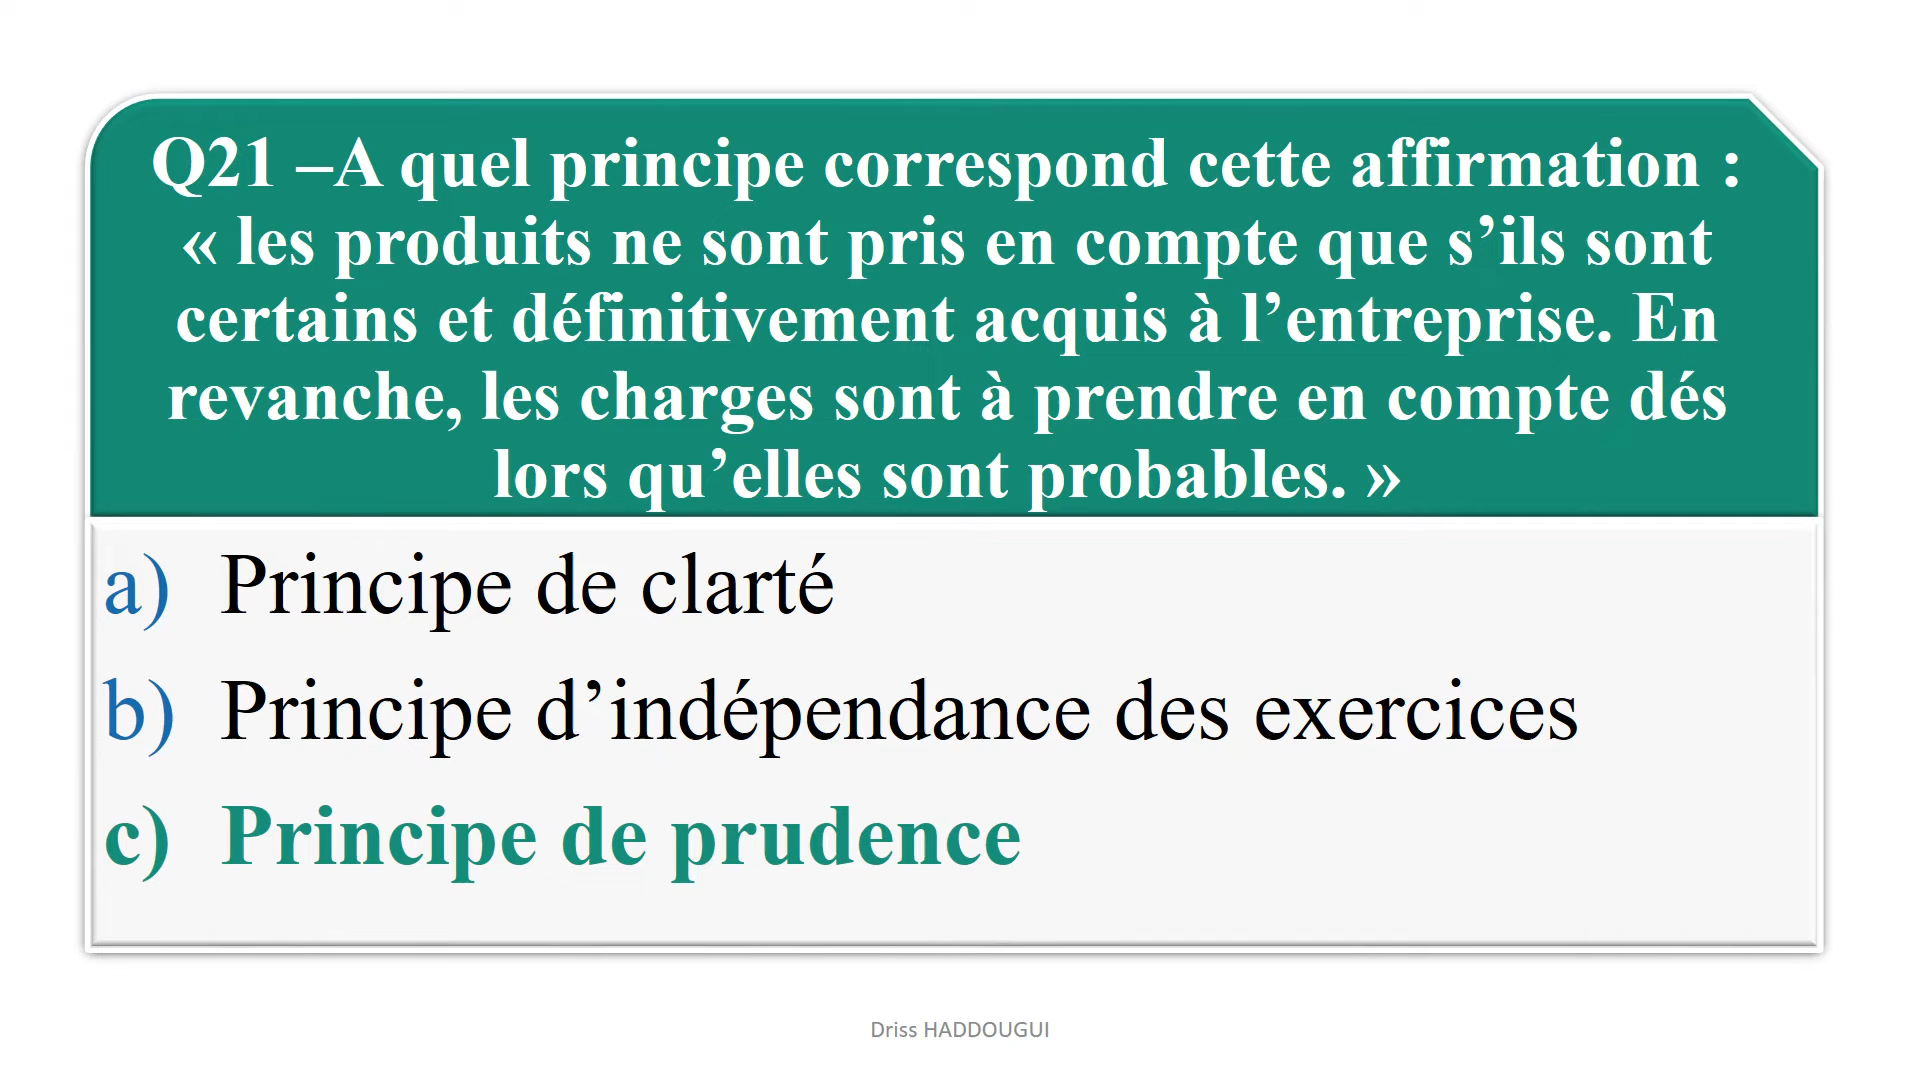 Q21 –A quel principe correspond cette affirmation :
« les produits ne sont pris en compte que s’ils sont
certains et définitivement acquis à l’entreprise. En
revanche, les charges sont à prendre en compte dés
lors qu’elles sont probables. »
a) Principe de clarté
b) Principe d’indépendance des exercices
c) Principe de prudence
Driss HADDOUGUI